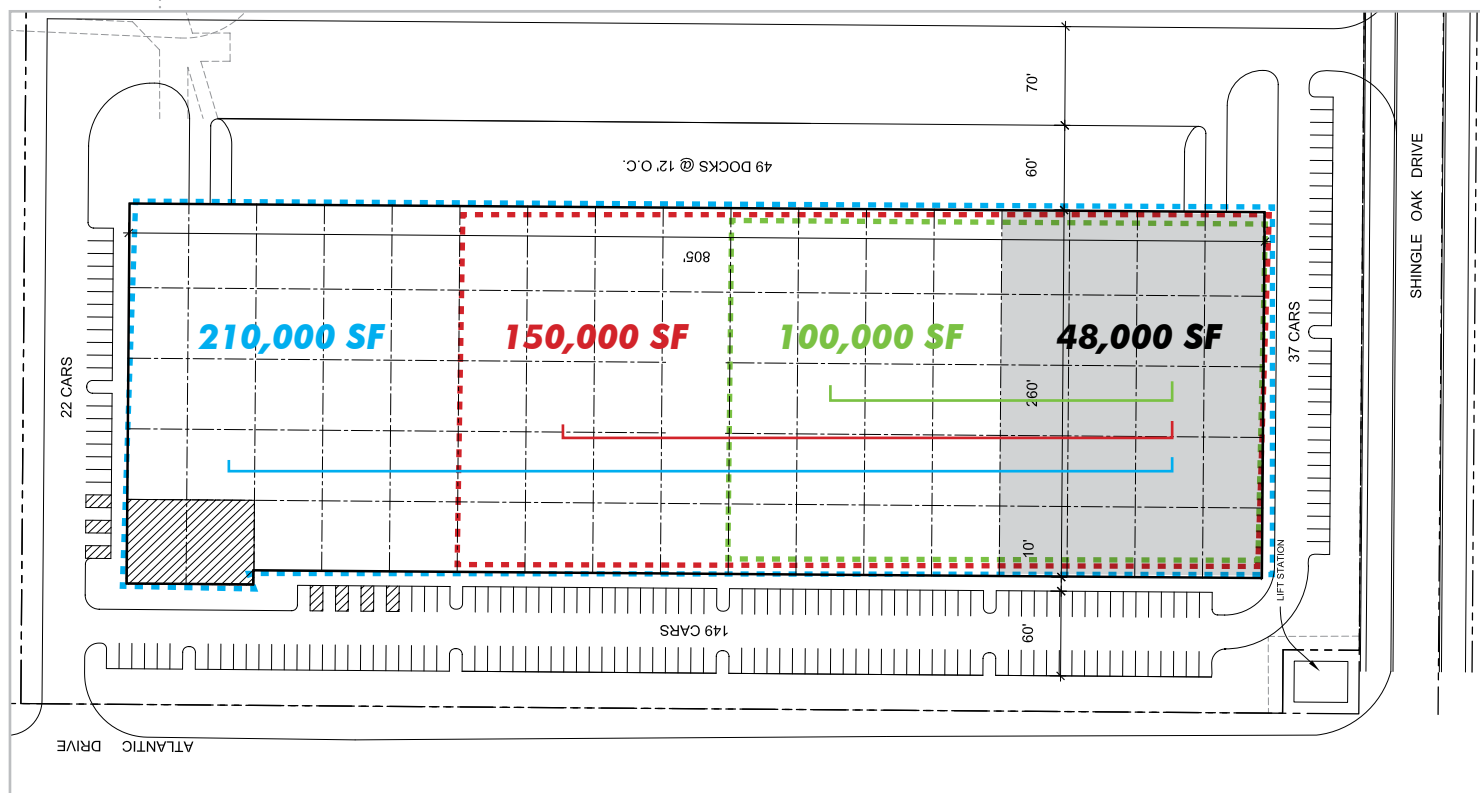 70'
49 DOCKS @ 12' O.C.
60'
SHINGLE OAK DRIVE
805'
210,000 SF
150,000 SF
100,000 SF
48,000 SF
37 CARS
22 CARS
260'
10'
LIFT STATION
149 CARS
60'
ATLANTIC DRIVE